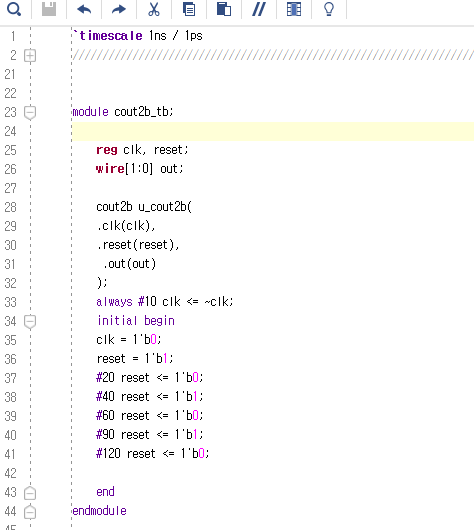 1 `timescale 1ns / 1ps
2 ////////////////////////////////////////////////////////////////////
21
22
23 module cout2b_tb;
24
25 reg clk, reset;
26 wire[1:0] out;
27
28 cout2b u_cout2b(
29 .clk(clk),
30 .reset(reset),
31 .out(out)
32 );
33 always #10 clk <= ~clk;
34 initial begin
35 clk = 1'b0;
36 reset = 1'b1;
37 #20 reset <= 1'b0;
38 #40 reset <= 1'b1;
39 #60 reset <= 1'b0;
40 #90 reset <= 1'b1;
41 #120 reset <= 1'b0;
42
43 end
44 endmodule